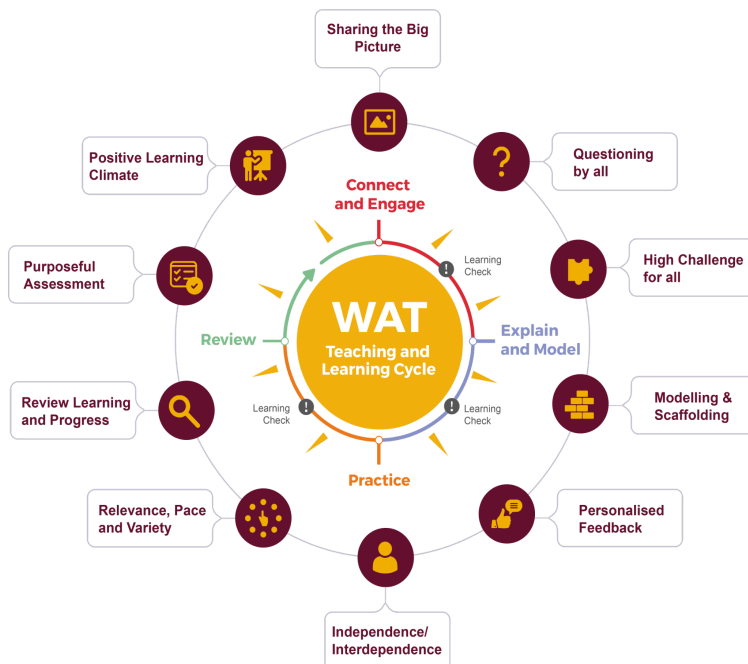 Sharing the Big
Picture
Questioning
by all
High Challenge
for all
Modelling &
Scaffolding
Personalised
Feedback
Independence/
Interdependence
Relevance, Pace
and Variety
Review Learning
and Progress
Purposeful
Assessment
Positive Learning
Climate
Connect
and Engage
Learning
Check
Explain
and Model
Learning
Check
Practice
Learning
Check
Review
WAT
Teaching and
Learning Cycle